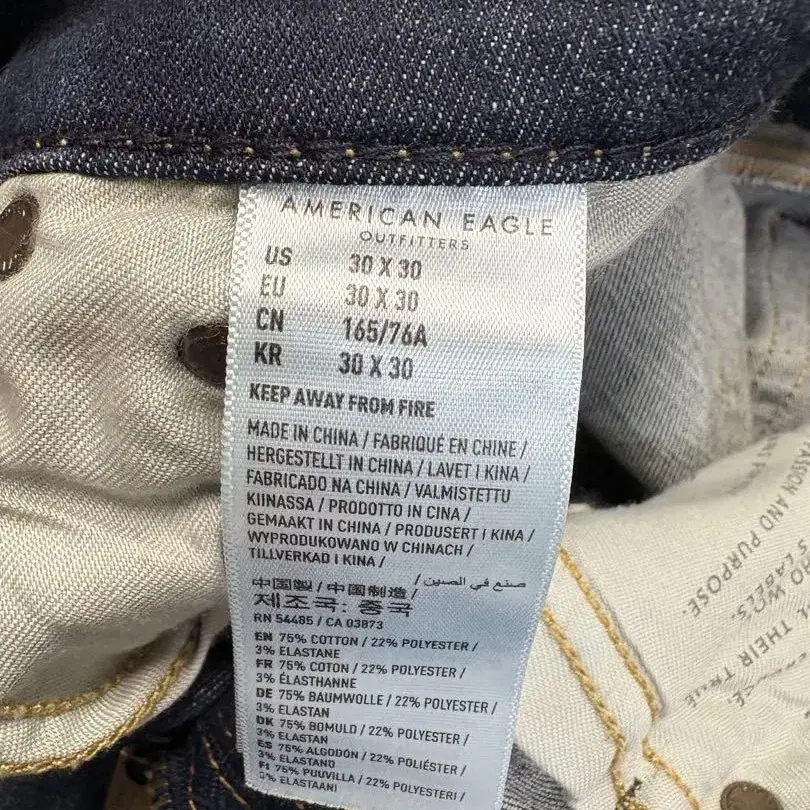 AMERICAN EAGLE
OUTFITTERS
US 30 X 30
EU 30 X 30
CN 165/76A
KR 30 X 30
KEEP AWAY FROM FIRE
MADE IN CHINA / FABRIQUÉ EN CHINE /
HERGESTELLT IN CHINA / LAVET I KINA /
FABRICADO NA CHINA / VALMISTETTU
KIINASSA / PRODOTTO IN CINA /
GEMAAKT IN CHINA / PRODUSERT I KINA /
WYPRODUKOWANO W CHINACH /
TILLVERKAD I KINA /
中国製 / 中国制造 / صنع في الصين /
제조국: 중국
RN 54485 / CA 03873
EN 75% COTTON / 22% POLYESTER /
3% ELASTANE
FR 75% COTON / 22% POLYESTER /
3% ÉLASTHANNE
DE 75% BAUMWOLLE / 22% POLYESTER /
3% ELASTAN
DK 75% BOMULD / 22% POLYESTER /
3% ELASTAN
ES 75% ALGODÓN / 22% POLIÉSTER /
3% ELASTANO
FI 75% PUUVILLA / 22% POLYESTERI /
3% ELASTAANI
AND PURPOSE.
LABELS
THEIR TRUE